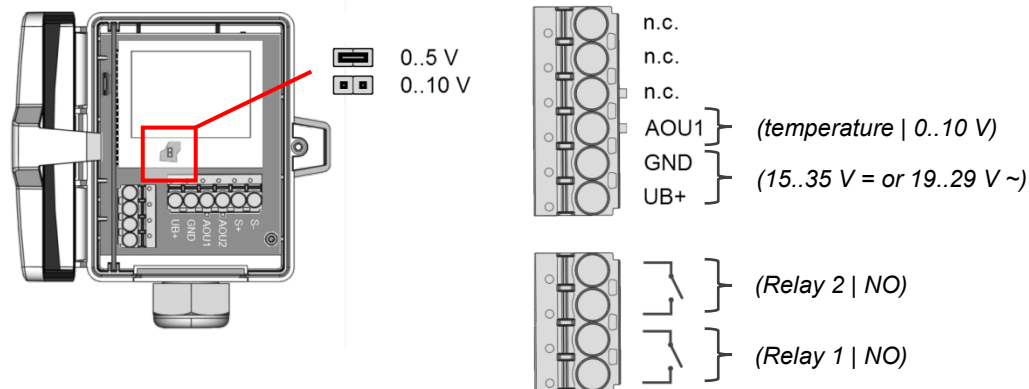 0..5 V
0..10 V
UB+
GND
AOU1
AOU2
S+
S-
n.c.
n.c.
n.c.
AOU1 (temperature | 0..10 V)
GND
(15..35 V = or 19..29 V ~)
UB+
(Relay 2 | NO)
(Relay 1 | NO)